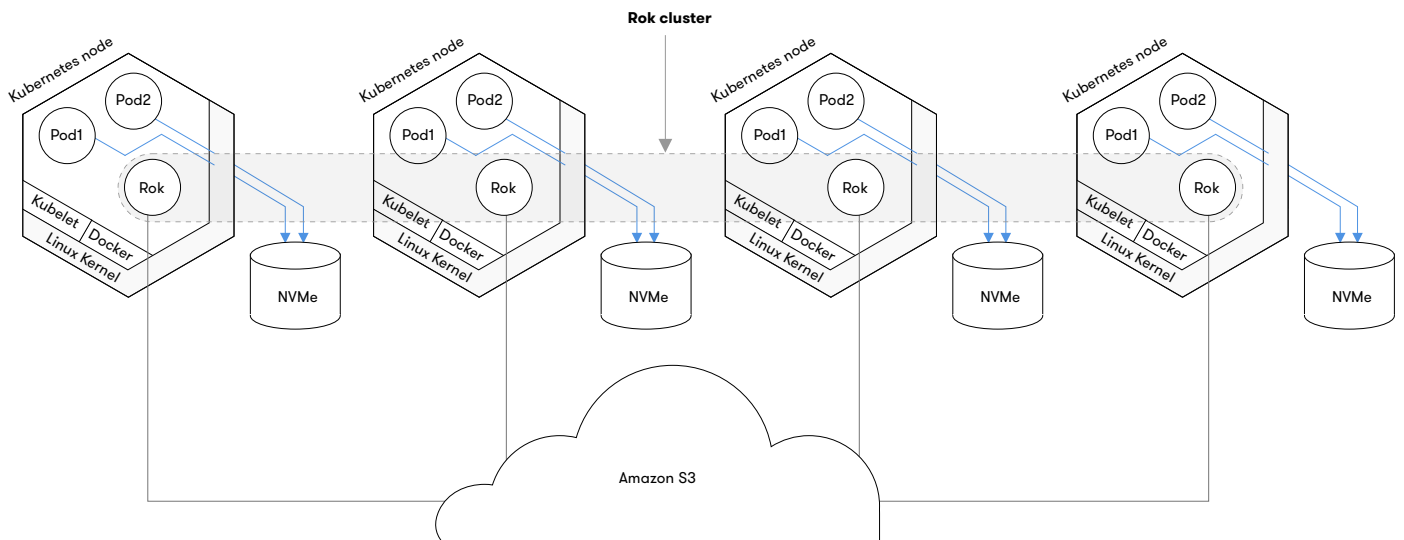 Rok cluster
Kubernetes node
Pod2
Pod1
Rok
Kubelet
Docker
Linux Kernel
NVMe
Kubernetes node
Pod2
Pod1
Rok
Kubelet
Docker
Linux Kernel
NVMe
Kubernetes node
Pod2
Pod1
Rok
Kubelet
Docker
Linux Kernel
NVMe
Kubernetes node
Pod2
Pod1
Rok
Kubelet
Docker
Linux Kernel
NVMe
Amazon S3